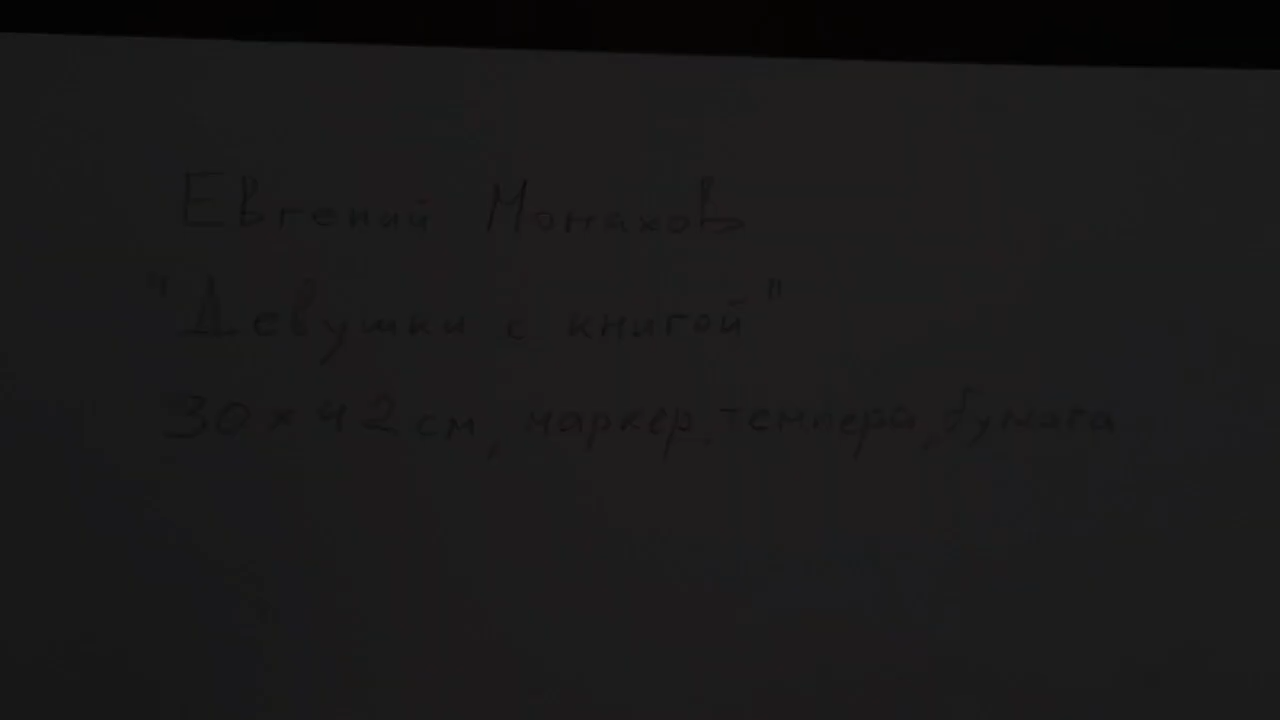 Евгений Монахов
"Девушки с книгой"
30 × 42 см, маркер, темпера, бумага